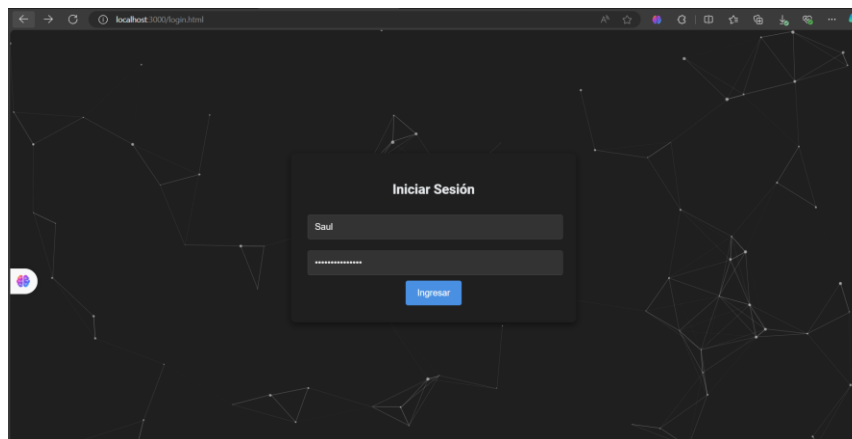 localhost:3000/login.html
Iniciar Sesión
Saul
•••••••••••••••
Ingresar